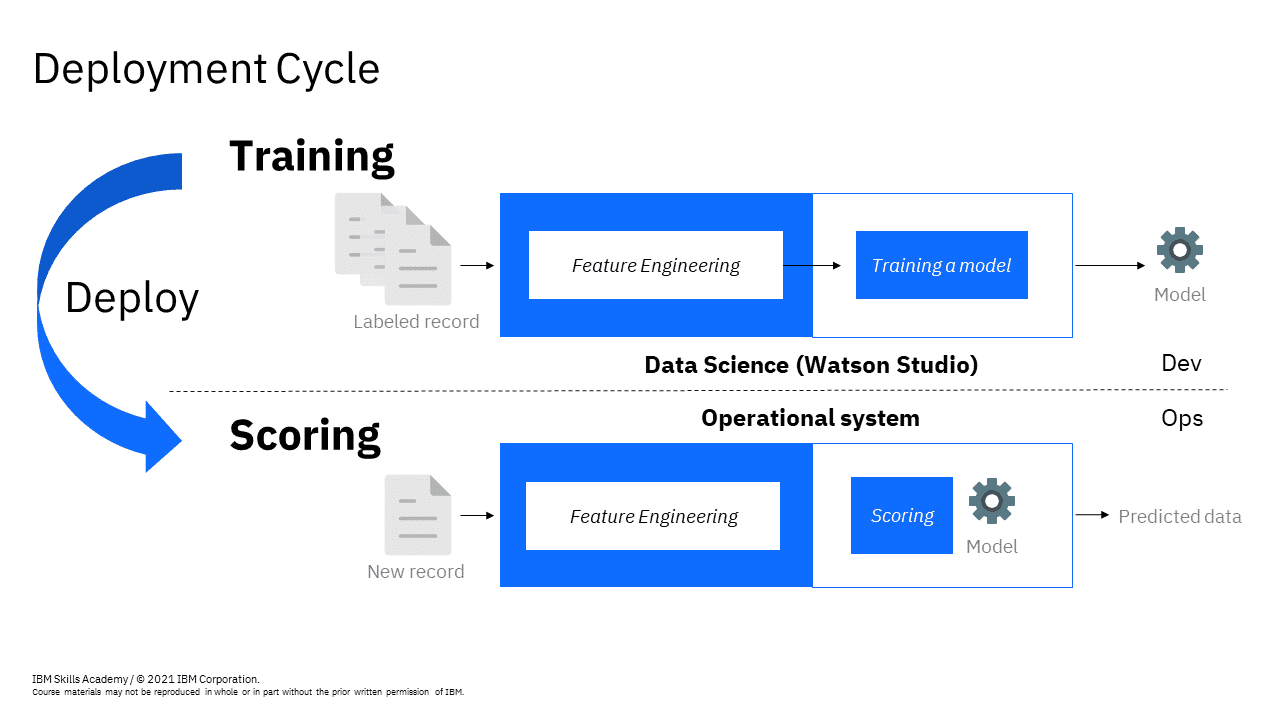 Deployment Cycle
Training
Feature Engineering
Training a model
Model
Labeled record
Deploy
Data Science (Watson Studio)
Dev
Operational system
Ops
Scoring
Feature Engineering
Scoring
Model
Predicted data
New record
IBM Skills Academy / © 2021 IBM Corporation.
Course materials may not be reproduced in whole or in part without the prior written permission of IBM.